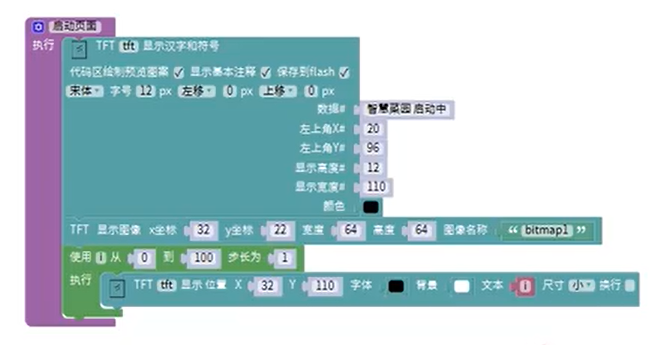 启动页面
执行 TFT tft 显示汉字和符号
代码区绘制预览图案 显示基本注释 保存到flash
宋体 字号 12 px 左移 0 px 上移 0 px
数据# 智慧菜园 启动中
左上角X# 20
左上角Y# 96
显示高度# 12
显示宽度# 110
颜色
TFT 显示图像 x坐标 32 y坐标 22 宽度 64 高度 64 图像名称 “ bitmap1 ”
使用 i 从 0 到 100 步长为 1
执行 TFT tft 显示 位置 X 32 Y 110 字体 背景 文本 i 尺寸 小 换行